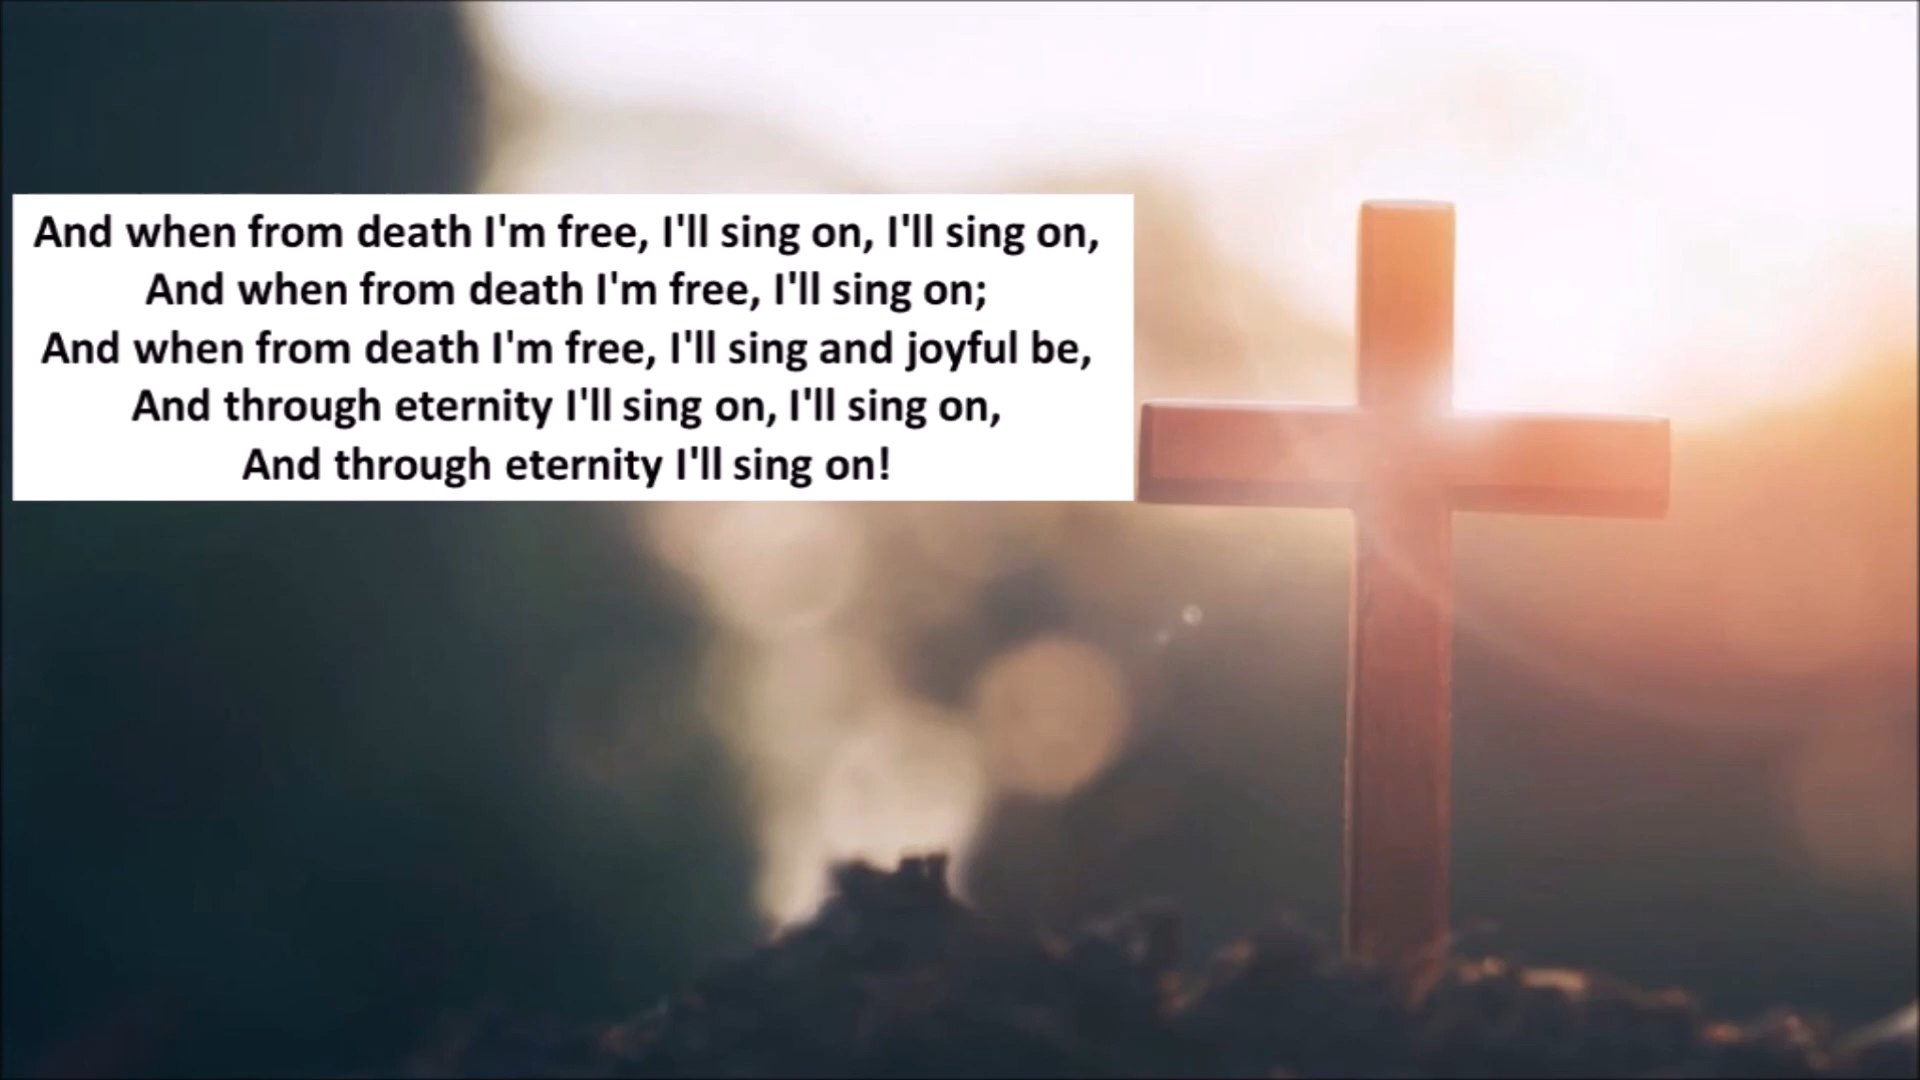 And when from death I'm free, I'll sing on, I'll sing on,
And when from death I'm free, I'll sing on;
And when from death I'm free, I'll sing and joyful be,
And through eternity I'll sing on, I'll sing on,
And through eternity I'll sing on!